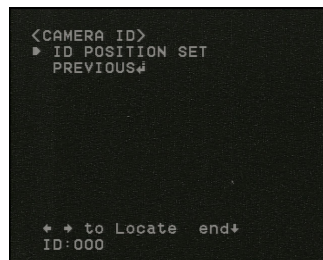 <CAMERA ID>
ID POSITION SET
PREVIOUS↲
← → to Locate end↓
ID:000